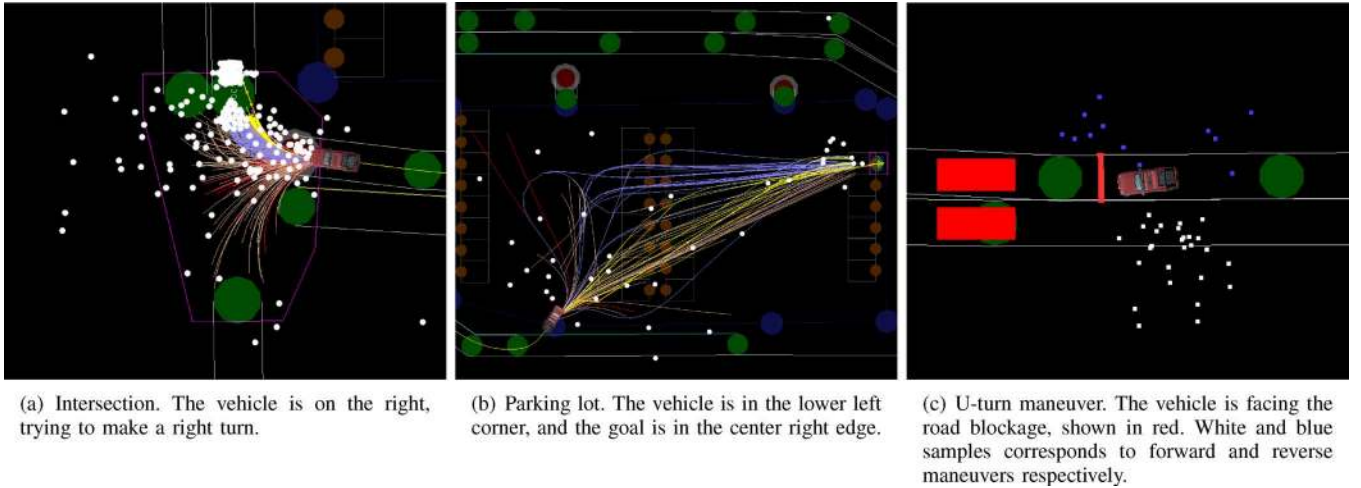 (a) Intersection. The vehicle is on the right,
trying to make a right turn.
(b) Parking lot. The vehicle is in the lower left
corner, and the goal is in the center right edge.
(c) U-turn maneuver. The vehicle is facing the
road blockage, shown in red. White and blue
samples corresponds to forward and reverse
maneuvers respectively.